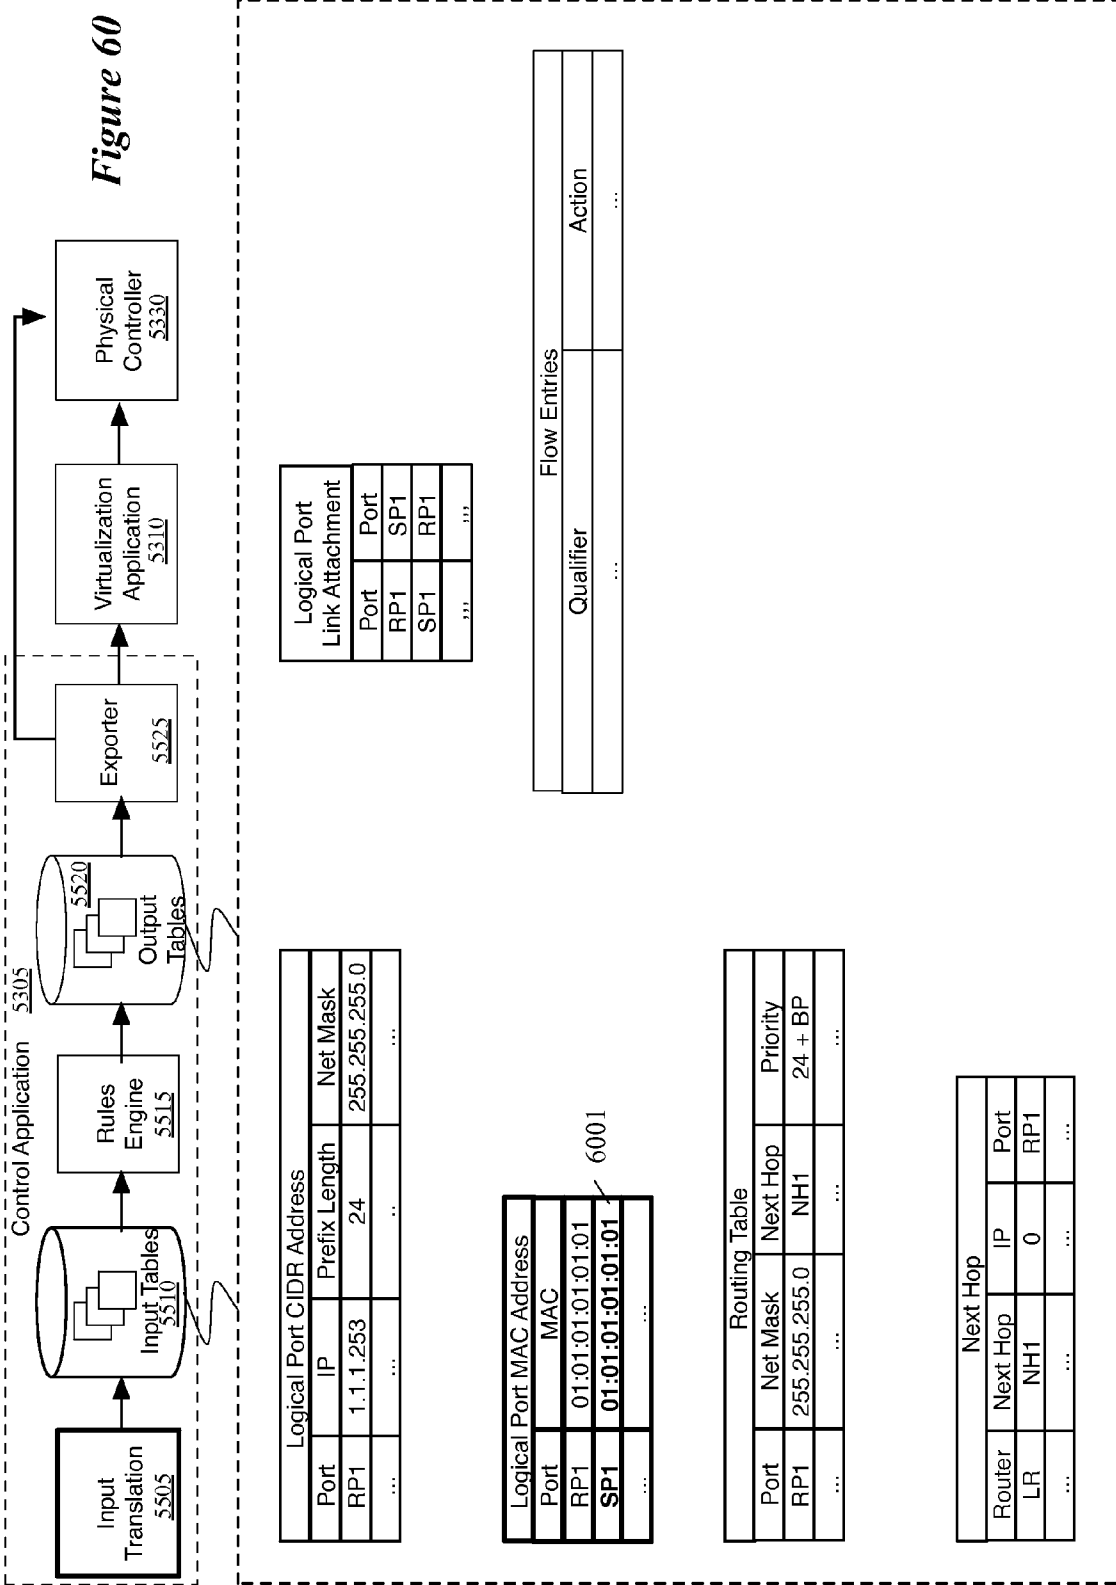 Figure 60
Control Application
5305
Input
Translation
5505
Input Tables
5510
Rules
Engine
5515
5520
Output
Tables
Exporter
5525
Virtualization
Application
5310
Physical
Controller
5330
Logical Port CIDR Address
Port IP Prefix Length Net Mask
RP1 1.1.1.253 24 255.255.255.0
... ... .. ...
Logical Port
Link Attachment
Port Port
RP1 SP1
SP1 RP1
,,, ,,,
Logical Port MAC Address
Port MAC
RP1 01:01:01:01:01:01
SP1 01:01:01:01:01:01
... ...
6001
Flow Entries
Qualifier Action
... ...
Routing Table
Port Net Mask Next Hop Priority
RP1 255.255.255.0 NH1 24 + BP
... ... ... ...
Next Hop
Router Next Hop IP Port
LR NH1 0 RP1
... ... ... ...